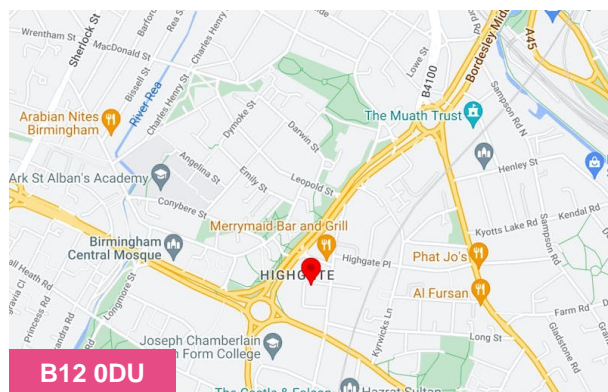 Wrentham St
Sherlock St
Barford
Rea St
Charles Henry St
MacDonald St
Bissell St
River Rea
Charles Henry St
Arabian Nites
Birmingham
Dymoke St
Darwin St
Lowe St
B4100
Bordesley Mid
A45
Sampson Rd N
The Muath Trust
Henley St
Angelina St
Emily St
Leopold St
Ark St Alban's Academy
Conybere St
Kyotts Lake Rd
Kendal Rd
Sampson Rd
Merrymaid Bar and Grill
Birmingham
Central Mosque
Highgate Pl
Phat Jo's
HIGHGATE
Al Fursan
Farm Rd
Longmore St
Princess Rd
Long St
Kyrwicks Ln
Gladstone Rd
Joseph Chamberlain
h Form College
The Castle & Falcon
Hazrat Sultan
B12 0DU